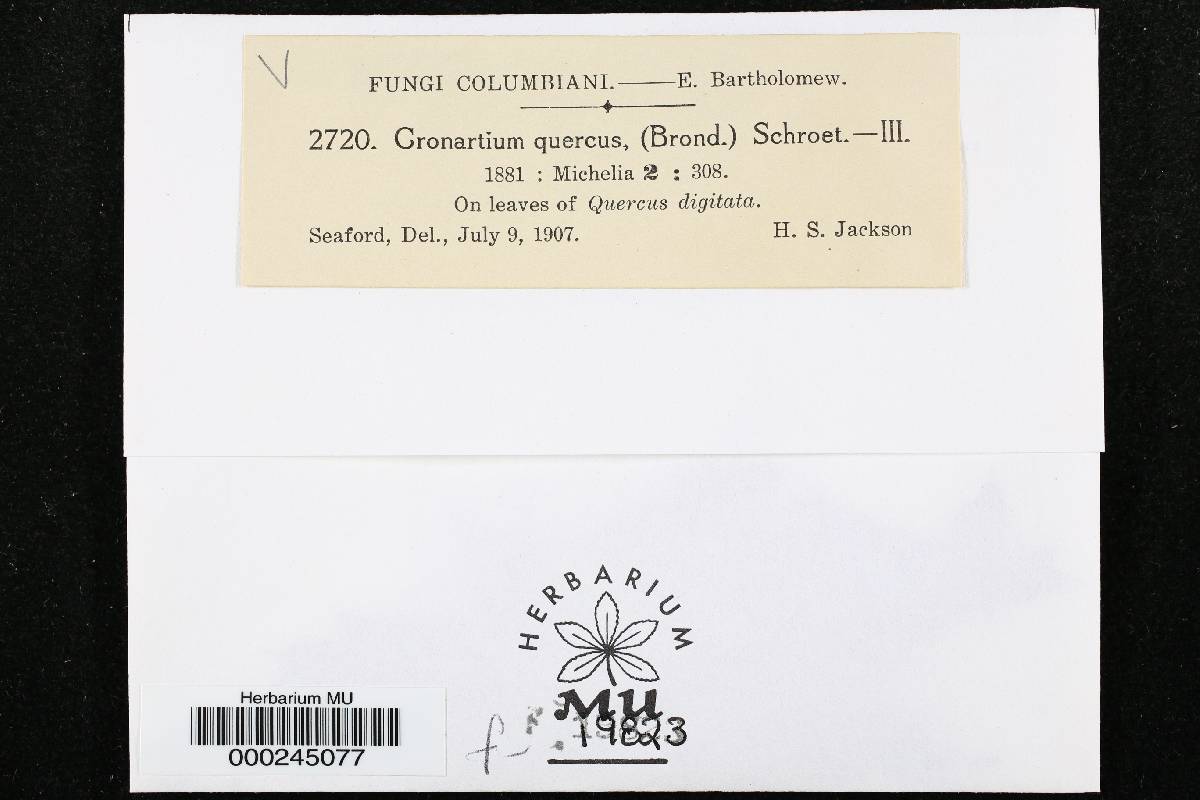 V
FUNGI COLUMBIANI.——E. Bartholomew.
2720. Cronartium quercus, (Brond.) Schroet.—III.
1881 : Michelia 2 : 308.
On leaves of Quercus digitata.
Seaford, Del., July 9, 1907. H. S. Jackson
HERBARIUM
MU
Herbarium MU
000245077
f-
19823